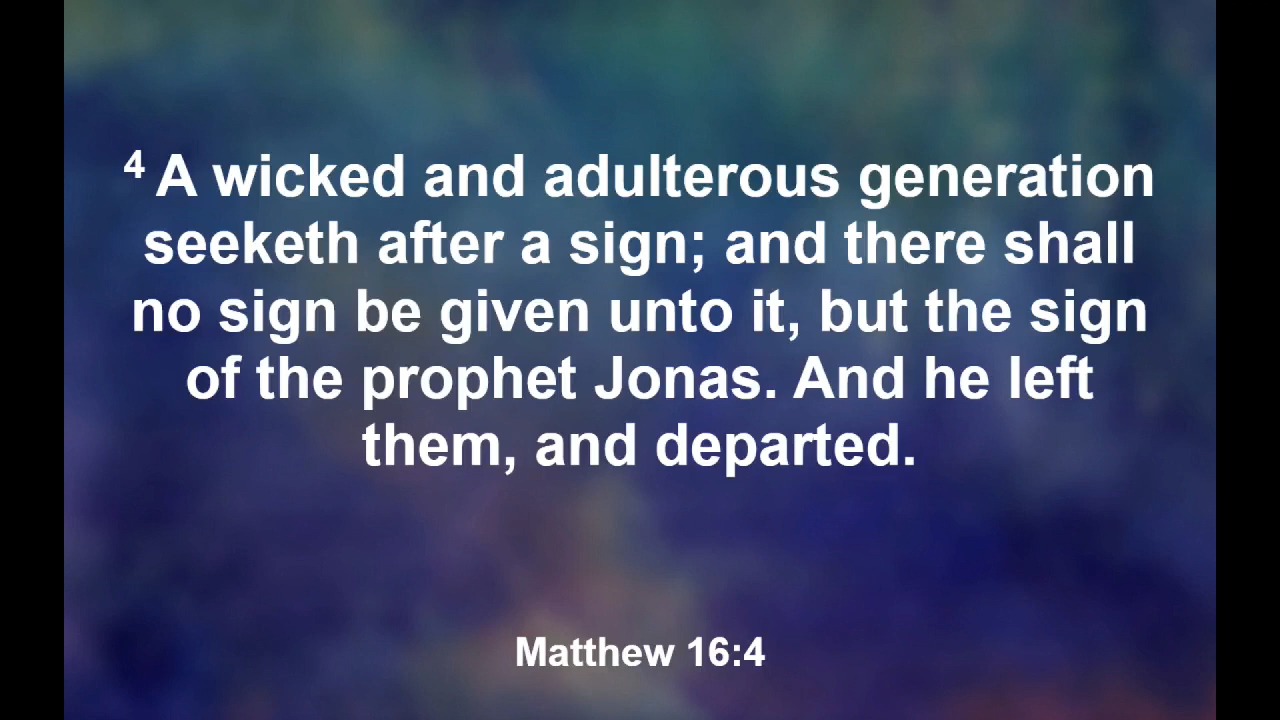 4 A wicked and adulterous generation
seeketh after a sign; and there shall
no sign be given unto it, but the sign
of the prophet Jonas. And he left
them, and departed.
Matthew 16:4